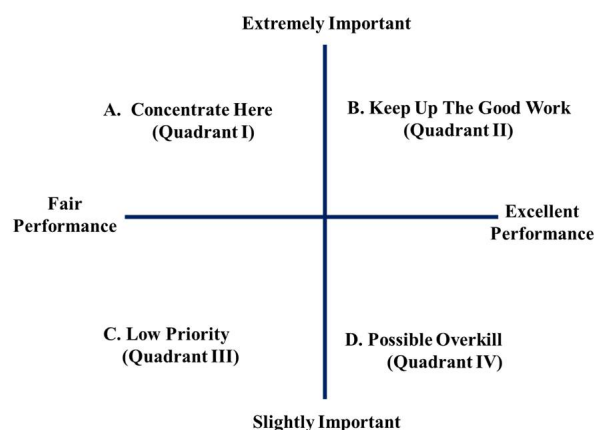 Extremely Important
A. Concentrate Here
(Quadrant I)
B. Keep Up The Good Work
(Quadrant II)
Fair
Performance
Excellent
Performance
C. Low Priority
(Quadrant III)
D. Possible Overkill
(Quadrant IV)
Slightly Important